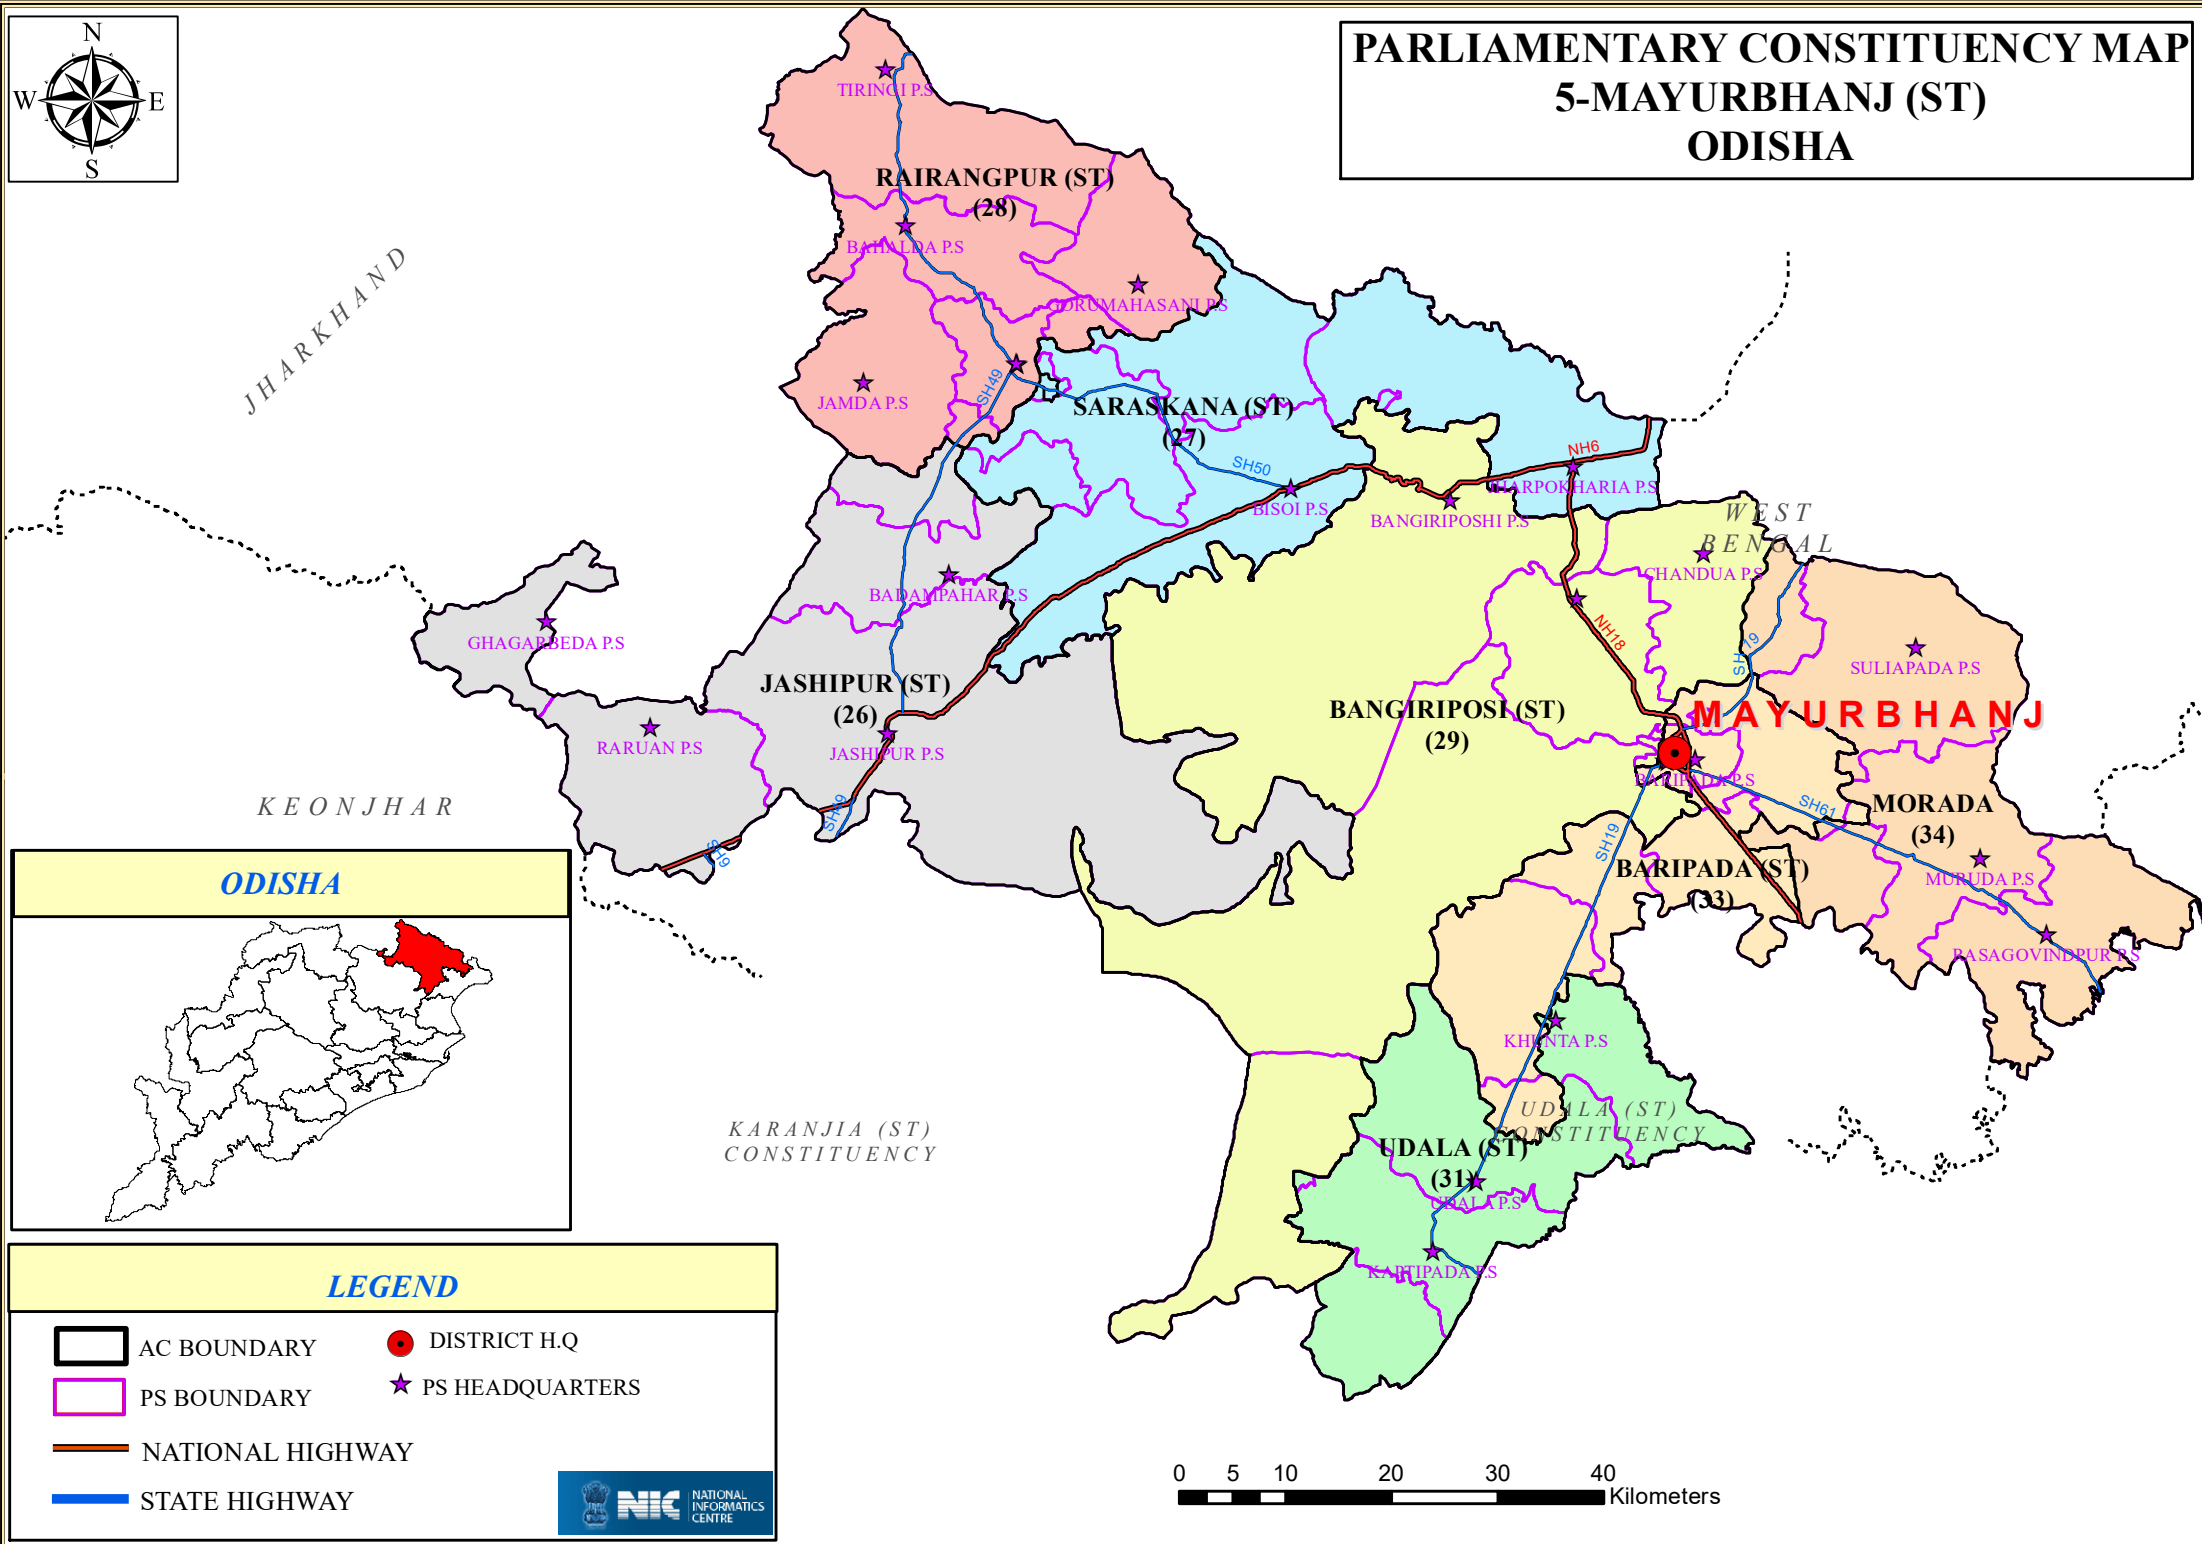 PARLIAMENTARY CONSTITUENCY MAP
5-MAYURBHANJ (ST)
ODISHA
N
W
E
S
TIRINGI P.S
RAIRANGPUR (ST)
(28)
BAHALDA P.S
GORUMAHASANI P.S
JHARKHAND
JAMDA P.S
SH49
SARASKANA (ST)
(27)
SH50
NH6
BISOI P.S
JHARPOKHARIA P.S
BANGIRIPOSHI P.S
WEST
BENGAL
CHANDUA P.S
BADAMPAHAR P.S
GHAGARBEDA P.S
NH18
SH 19
SULIAPADA P.S
JASHIPUR (ST)
(26)
BANGIRIPOSI (ST)
(29)
MAYURBHANJ
RARUAN P.S
JASHIPUR P.S
BARIPADA P.S
KEONJHAR
SH49
SH61
MORADA
(34)
SH9
SH19
BARIPADA (ST)
(33)
MURUDA P.S
RASAGOVINDPUR P.S
KHUNTA P.S
KARANJIA (ST)
CONSTITUENCY
UDALA (ST)
CONSTITUENCY
UDALA (ST)
(31)
UDALA P.S
KAPTIPADA P.S
ODISHA
LEGEND
AC BOUNDARY
DISTRICT H.Q
PS BOUNDARY
PS HEADQUARTERS
NATIONAL HIGHWAY
STATE HIGHWAY
NIC
NATIONAL
INFORMATICS
CENTRE
0 5 10 20 30 40
Kilometers